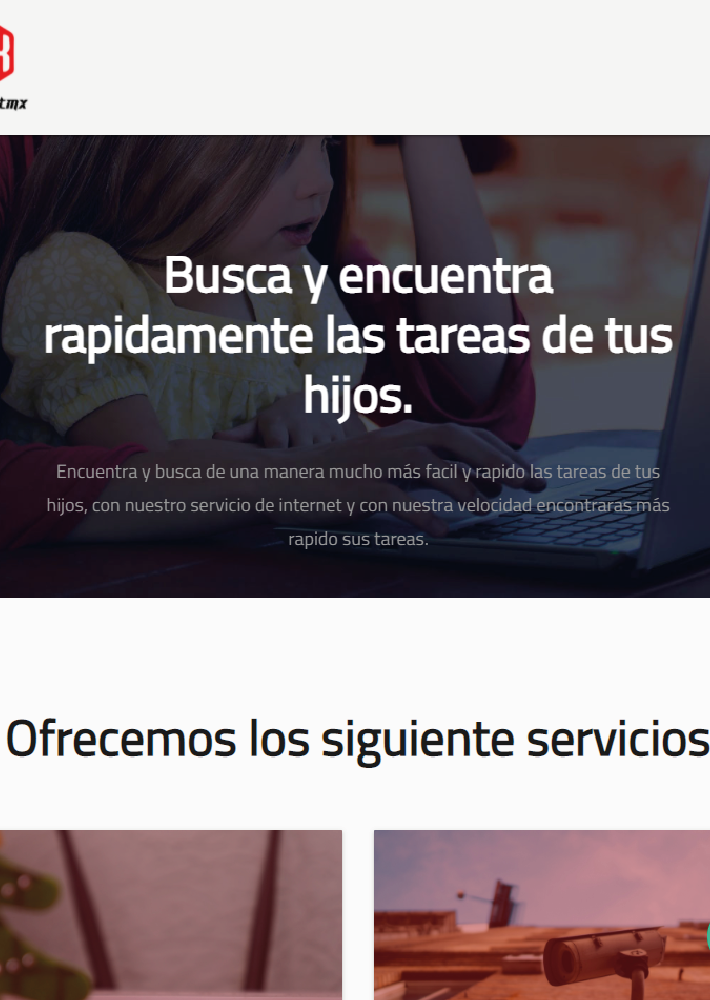 tmx
Busca y encuentra
rapidamente las tareas de tus
hijos.
Encuentra y busca de una manera mucho más facil y rapido las tareas de tus
hijos, con nuestro servicio de internet y con nuestra velocidad encontraras más
rapido sus tareas.
Ofrecemos los siguiente servicios